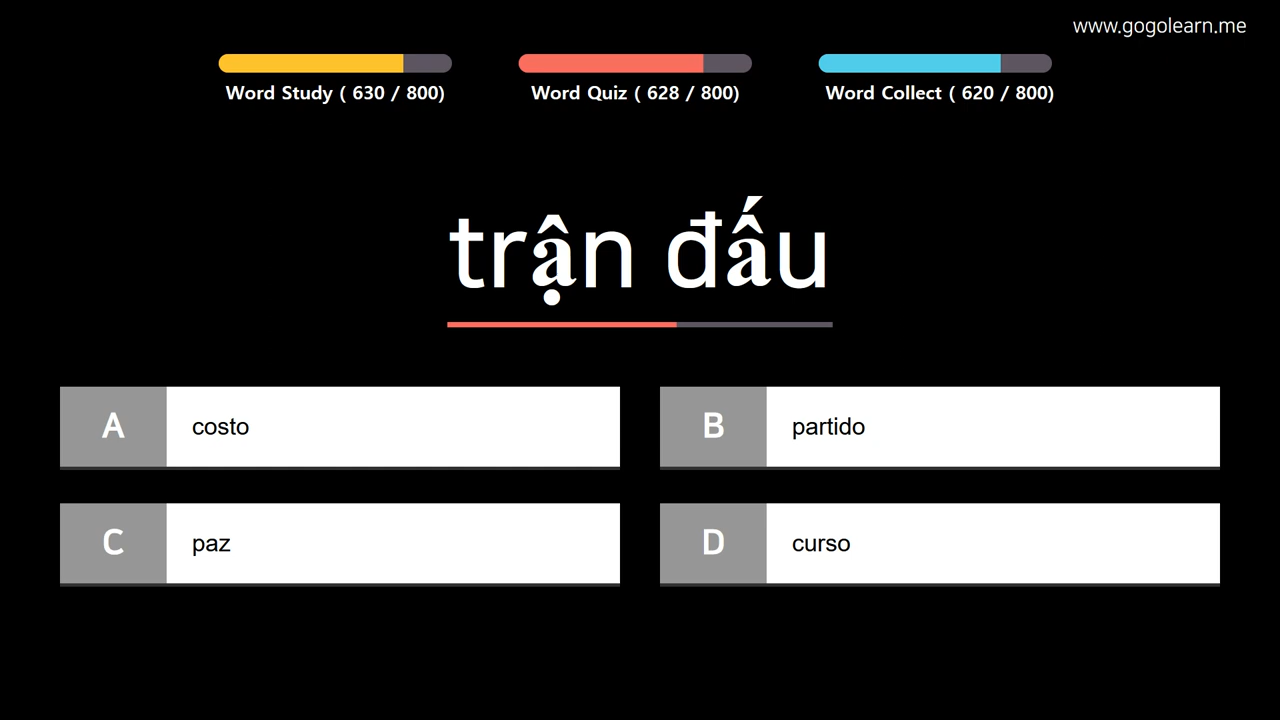 www.gogolearn.me
Word Study ( 630 / 800)
Word Quiz ( 628 / 800)
Word Collect ( 620 / 800)
trận đấu
A costo
B partido
C paz
D curso